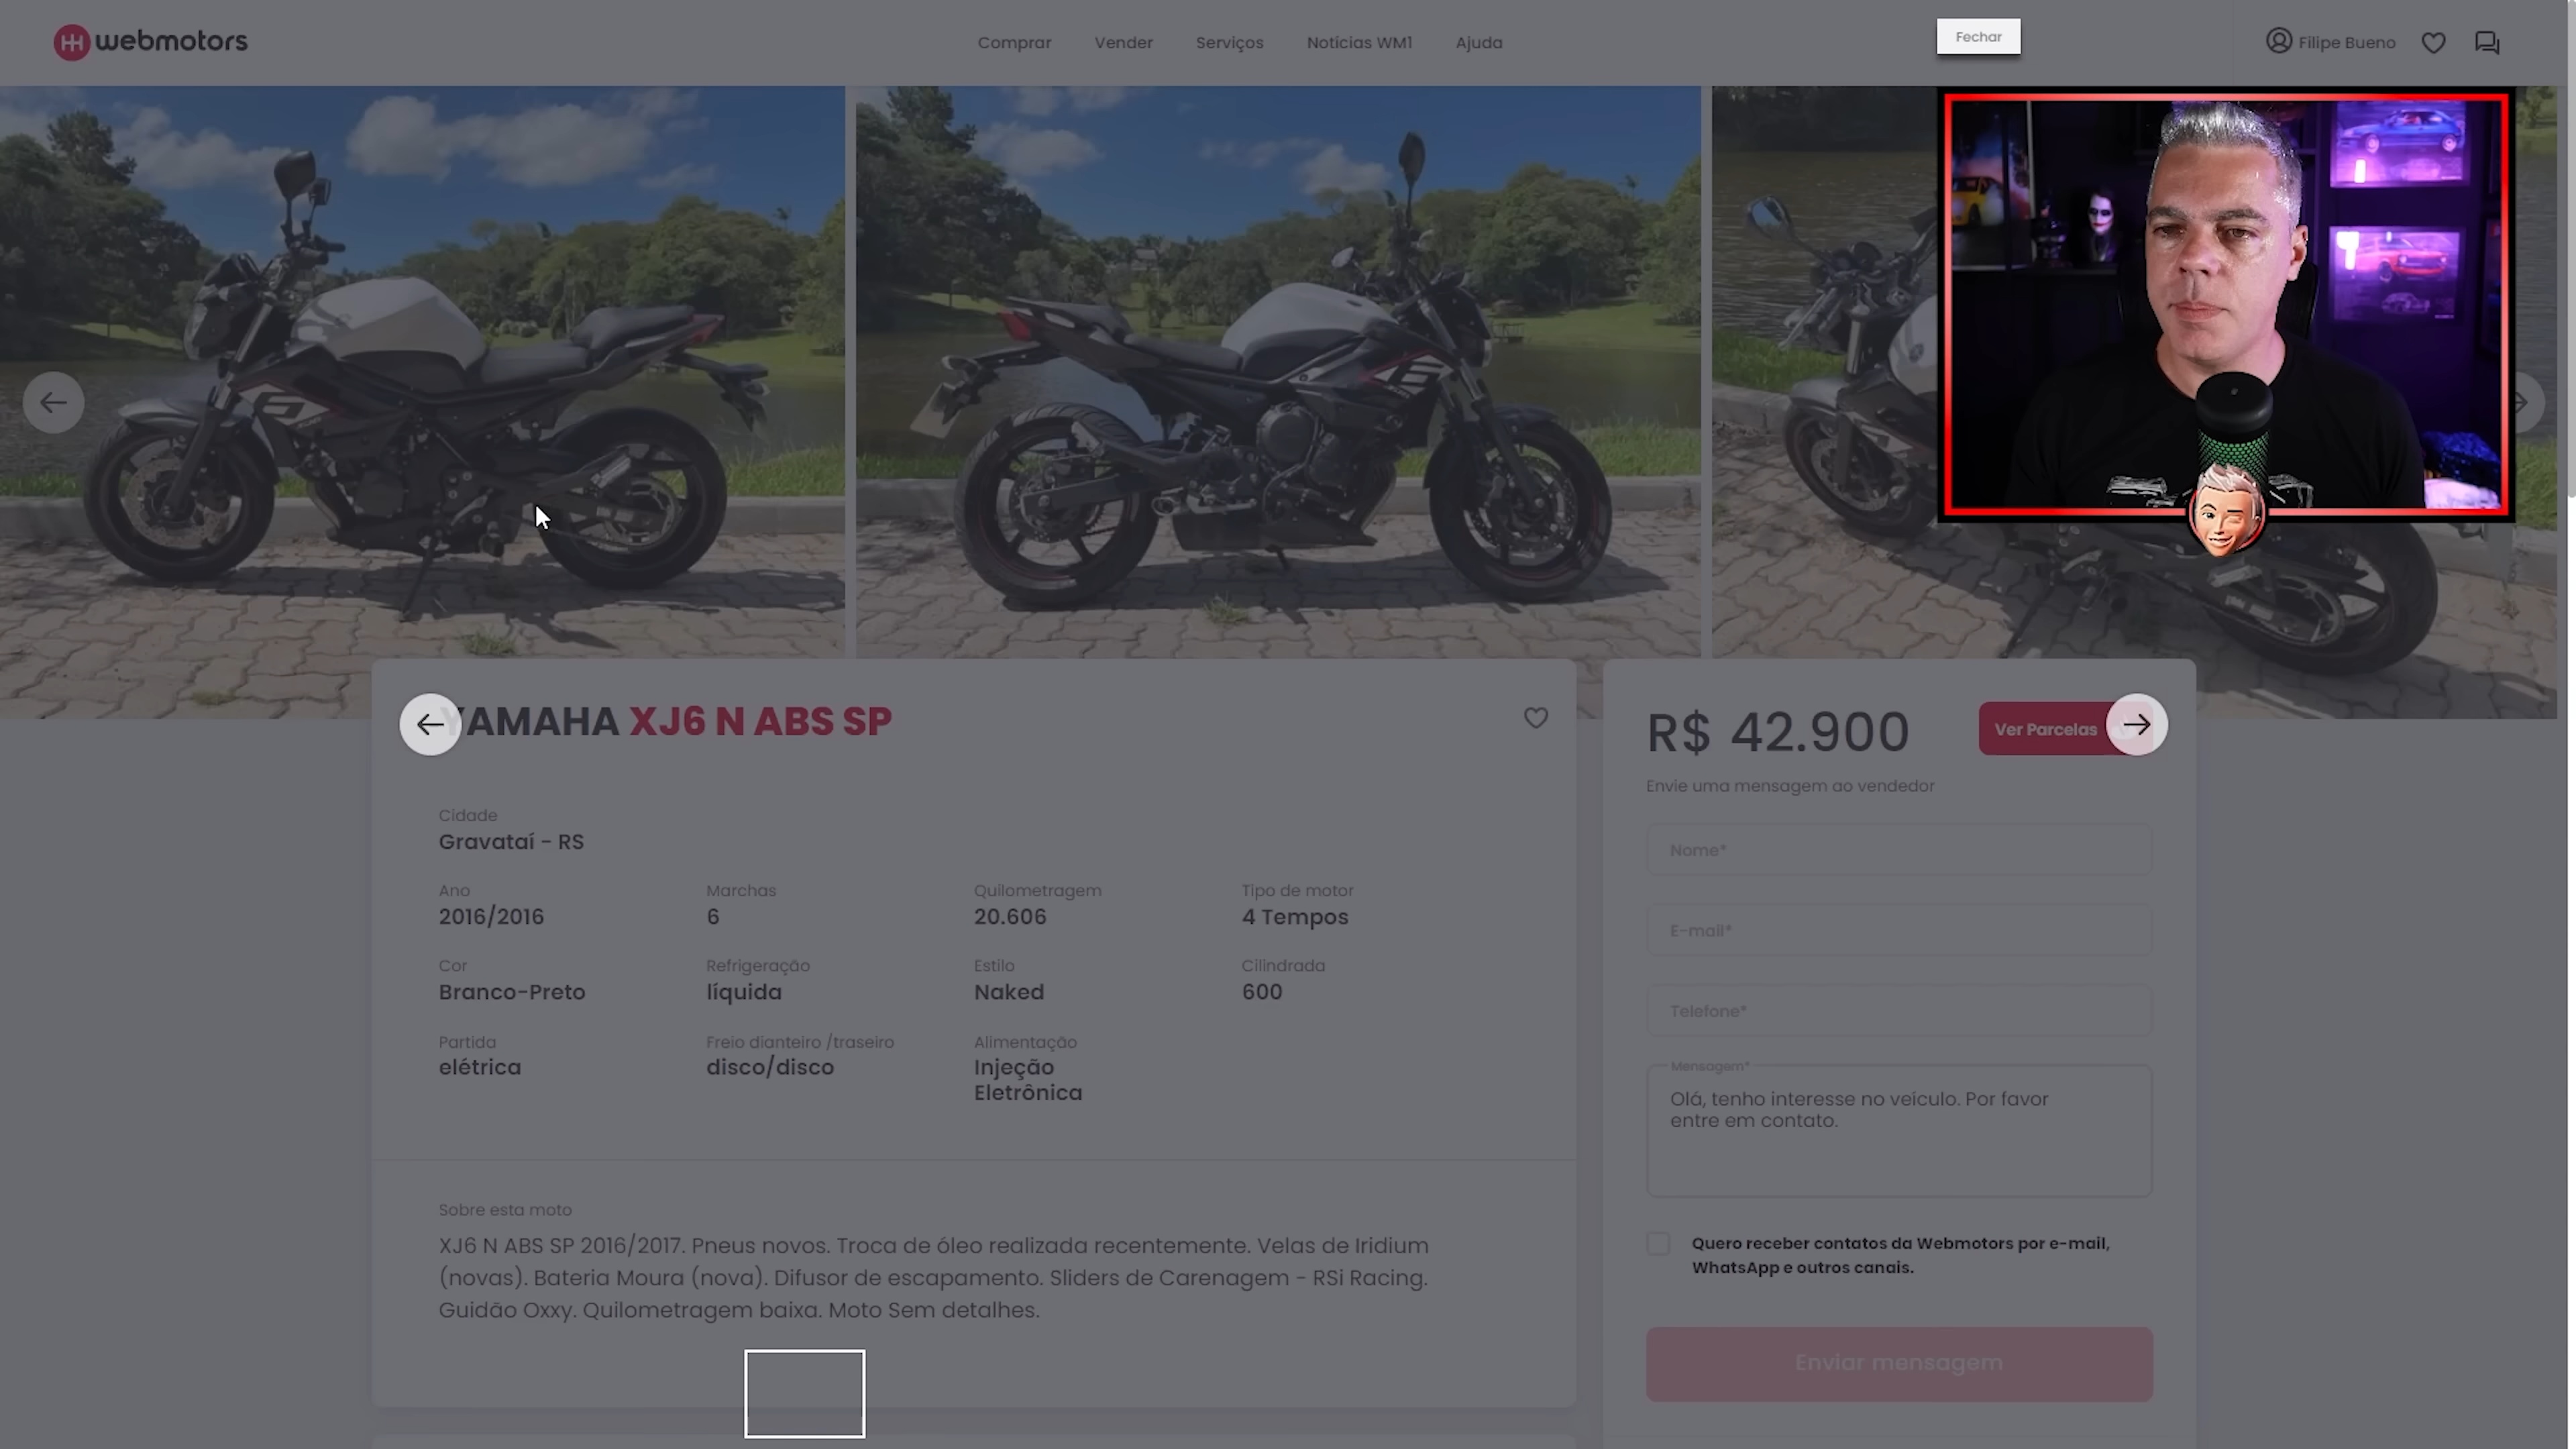 webmotors
Comprar
Vender
Serviços
Notícias WM1
Ajuda
Fechar
Filipe Bueno
YAMAHA XJ6 N ABS SP
Cidade
Gravataí - RS
Ano
2016/2016
Marchas
6
Quilometragem
20.606
Tipo de motor
4 Tempos
Cor
Branco-Preto
Refrigeração
líquida
Estilo
Naked
Cilindrada
600
Partida
elétrica
Freio dianteiro /traseiro
disco/disco
Alimentação
Injeção
Eletrônica
Sobre esta moto
XJ6 N ABS SP 2016/2017. Pneus novos. Troca de óleo realizada recentemente. Velas de Iridium
(novas). Bateria Moura (nova). Difusor de escapamento. Sliders de Carenagem - RSi Racing.
Guidão Oxxy. Quilometragem baixa. Moto Sem detalhes.
R$ 42.900
Ver Parcelas
Envie uma mensagem ao vendedor
Nome*
E-mail*
Telefone*
Mensagem*
Olá, tenho interesse no veículo. Por favor
entre em contato.
Quero receber contatos da Webmotors por e-mail,
WhatsApp e outros canais.
Enviar mensagem